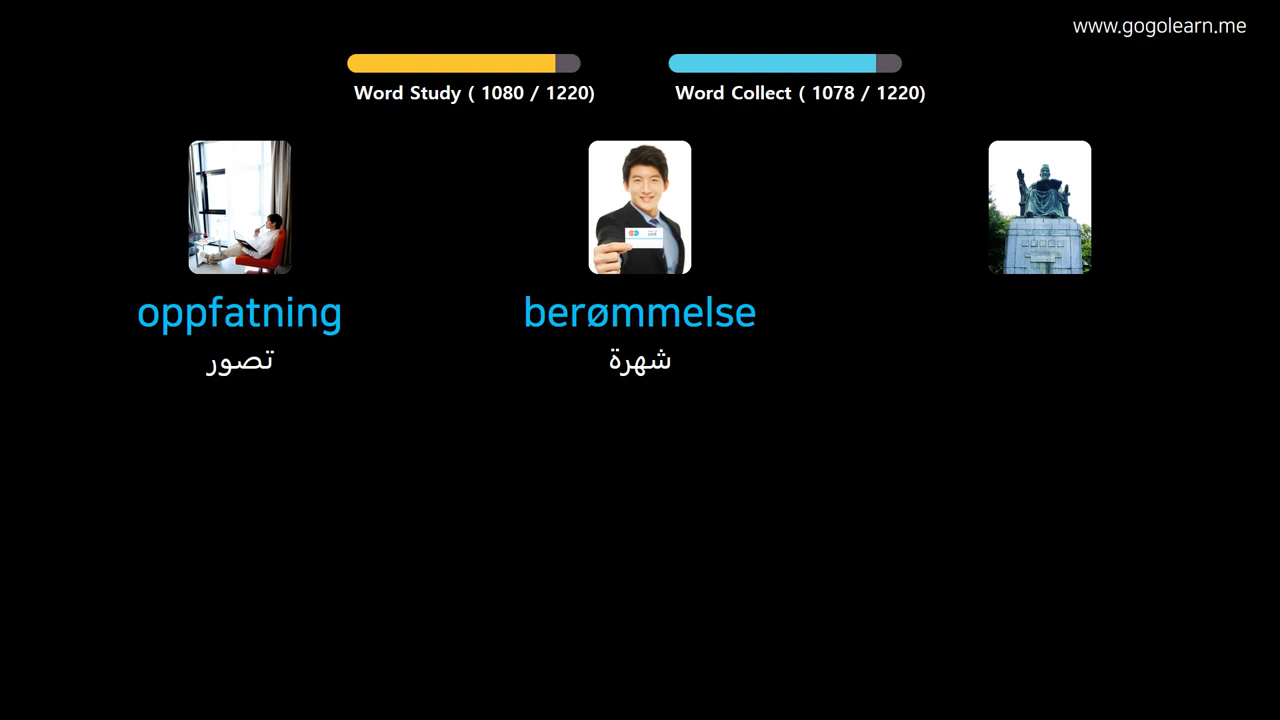 www.gogolearn.me
Word Study ( 1080 / 1220)
Word Collect ( 1078 / 1220)
oppfatning
berømmelse
تصور
شهرة